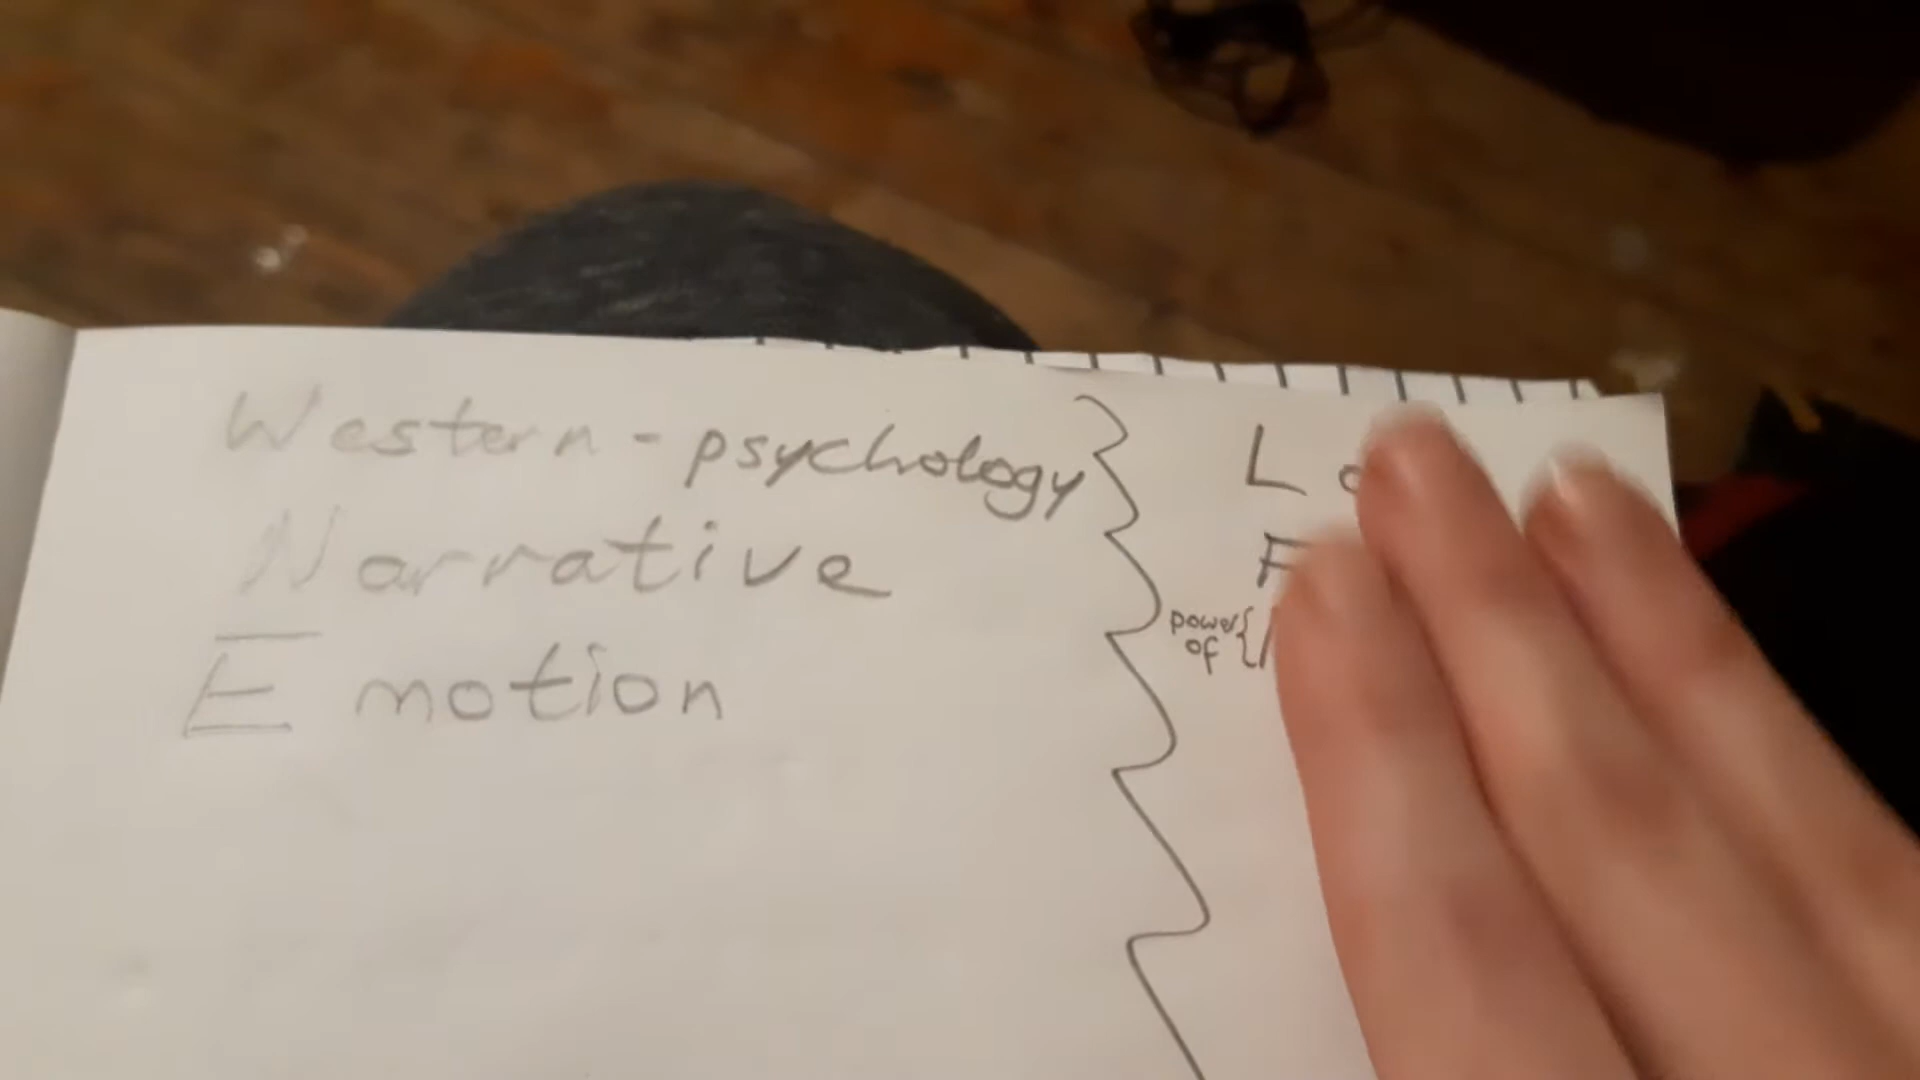 Western-psychology
Narrative
Emotion
power
of